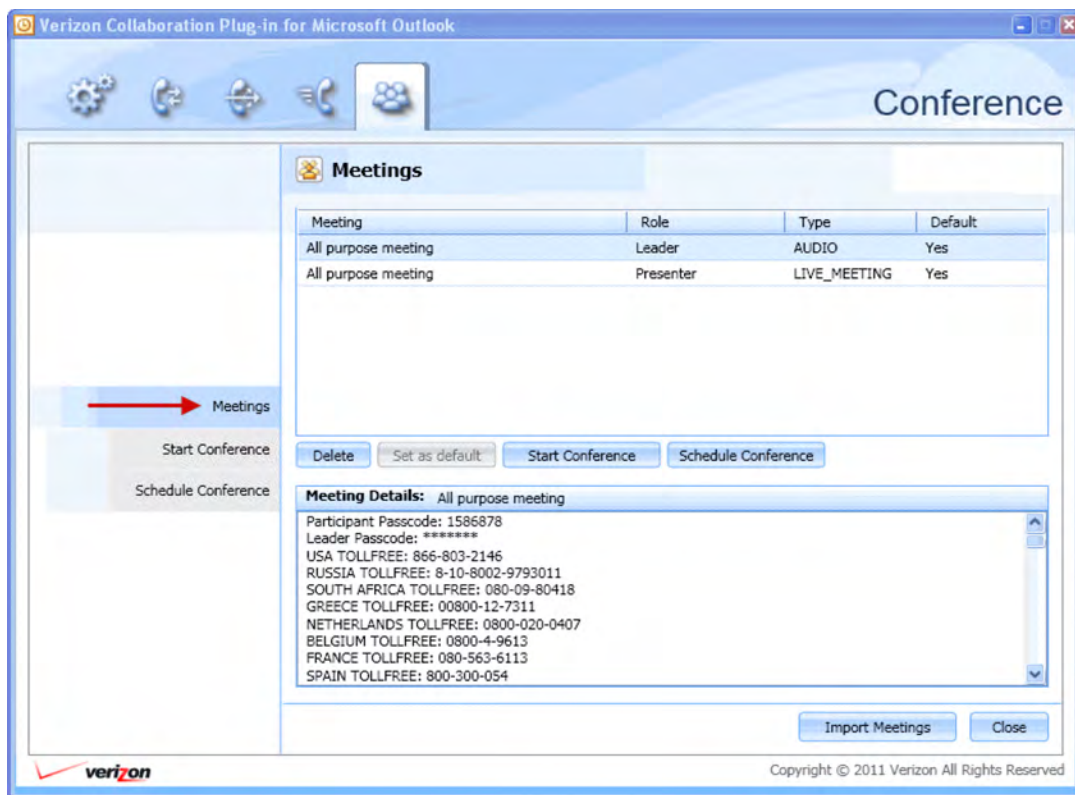 Verizon Collaboration Plug-in for Microsoft Outlook
Conference
Meetings
Meeting Role Type Default
All purpose meeting Leader AUDIO Yes
All purpose meeting Presenter LIVE_MEETING Yes
Meetings
Start Conference
Schedule Conference
Delete Set as default Start Conference Schedule Conference
Meeting Details: All purpose meeting
Participant Passcode: 1586878
Leader Passcode: *******
USA TOLLFREE: 866-803-2146
RUSSIA TOLLFREE: 8-10-8002-9793011
SOUTH AFRICA TOLLFREE: 080-09-80418
GREECE TOLLFREE: 00800-12-7311
NETHERLANDS TOLLFREE: 0800-020-0407
BELGIUM TOLLFREE: 0800-4-9613
FRANCE TOLLFREE: 080-563-6113
SPAIN TOLLFREE: 800-300-054
Import Meetings Close
verizon Copyright © 2011 Verizon All Rights Reserved